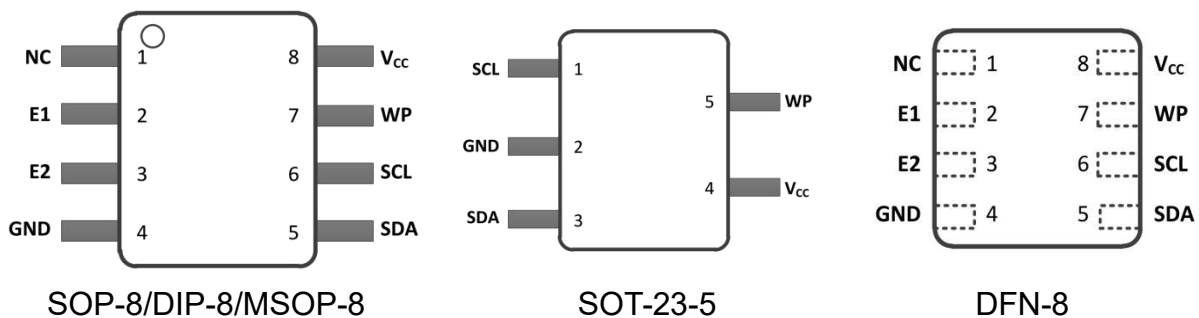 NC 1 8 VCC
E1 2 7 WP
E2 3 6 SCL
GND 4 5 SDA
SOP-8/DIP-8/MSOP-8
SCL 1
5 WP
GND 2
4 VCC
SDA 3
SOT-23-5
NC 1 8 VCC
E1 2 7 WP
E2 3 6 SCL
GND 4 5 SDA
DFN-8